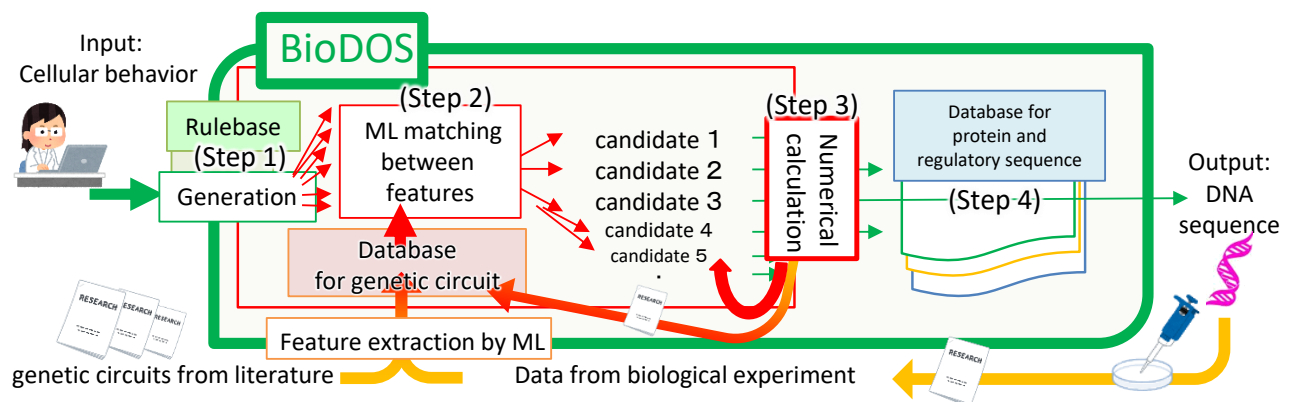 Input:
Cellular behavior
BioDOS
Rulebase
(Step 1)
Generation
(Step 2)
ML matching
between
features
Database
for genetic circuit
candidate 1
candidate 2
candidate 3
candidate 4
candidate 5
.
(Step 3)
Numerical
calculation
Database for
protein and
regulatory sequence
(Step 4)
Output:
DNA
sequence
RESEARCH
RESEARCH
RESEARCH
RESEARCH
Feature extraction by ML
genetic circuits from literature
Data from biological experiment
RESEARCH